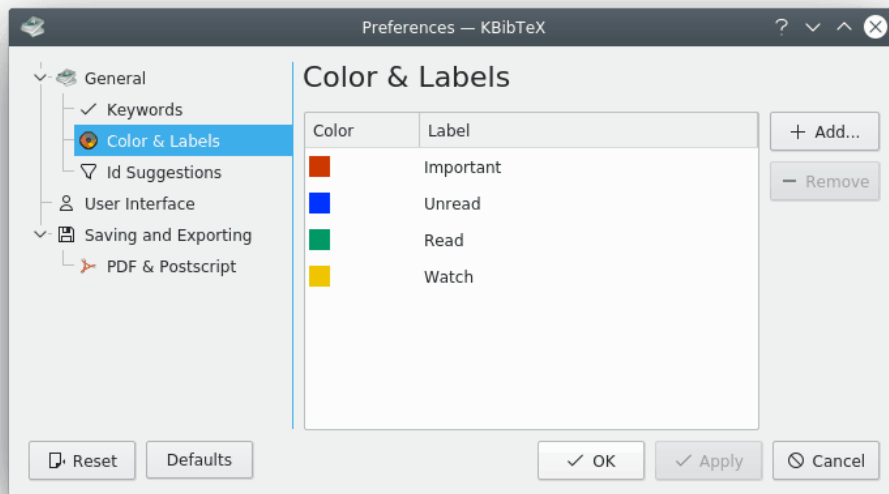 Preferences — KBibTeX
General
Keywords
Color & Labels
Id Suggestions
User Interface
Saving and Exporting
PDF & Postscript
Color & Labels
Color Label
Important
Unread
Read
Watch
+ Add...
− Remove
Reset Defaults OK Apply Cancel